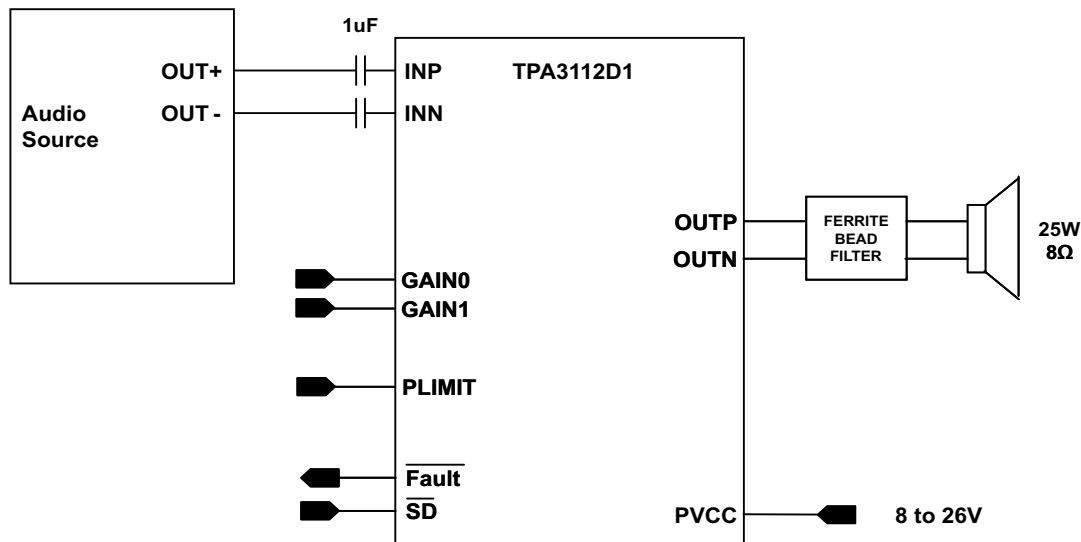 1uF
OUT+
INP
TPA3112D1
OUT -
INN
Audio
Source
OUTP
OUTN
FERRITE
BEAD
FILTER
25W
8Ω
GAIN0
GAIN1
PLIMIT
Fault
SD
PVCC
8 to 26V